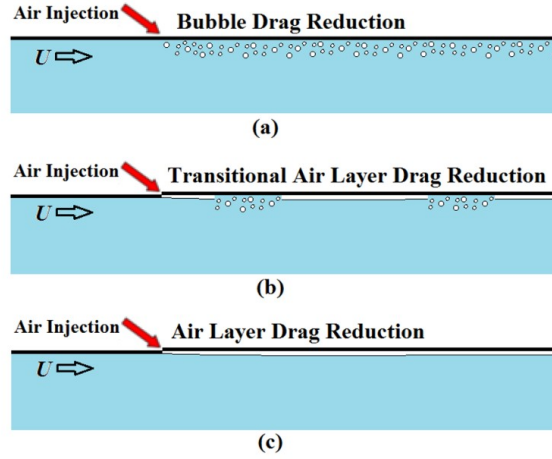 Air Injection
Bubble Drag Reduction
U
(a)
Air Injection
Transitional Air Layer Drag Reduction
U
(b)
Air Injection
Air Layer Drag Reduction
U
(c)